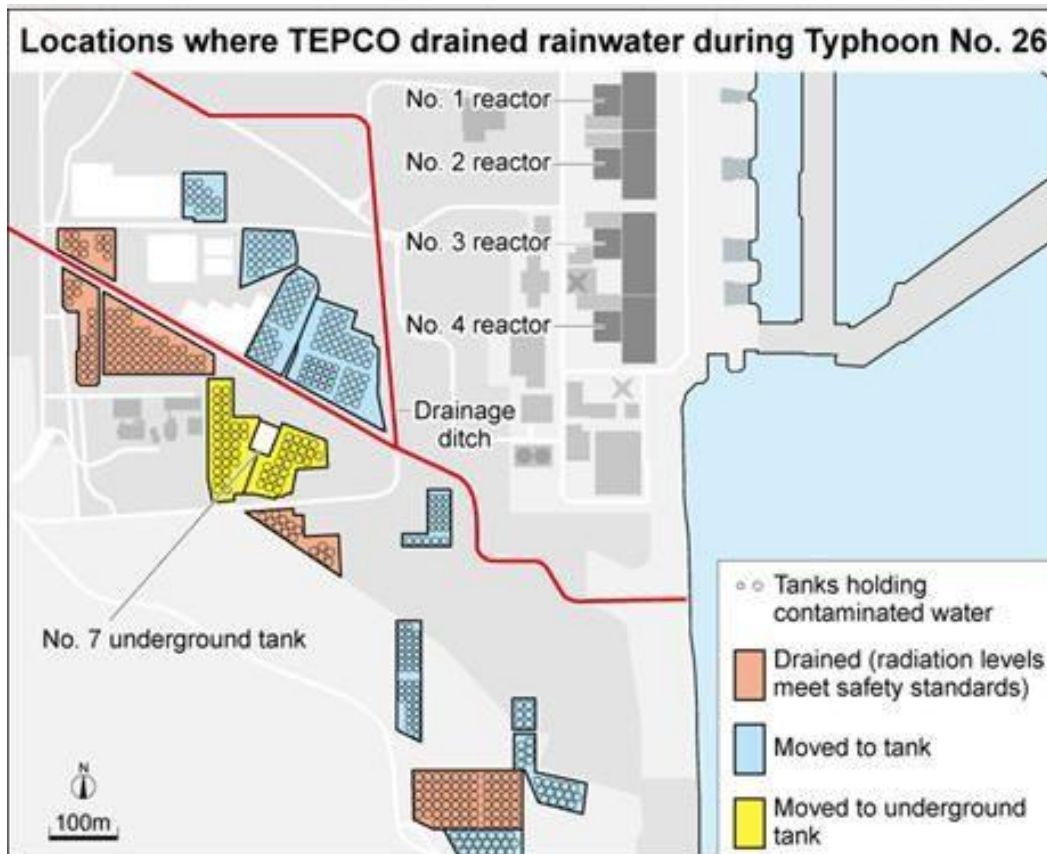 Locations where TEPCO drained rainwater during Typhoon No. 26
No. 1 reactor
No. 2 reactor
No. 3 reactor
No. 4 reactor
Drainage
ditch
No. 7 underground tank
Tanks holding
contaminated water
Drained (radiation levels
meet safety standards)
Moved to tank
Moved to underground
tank
N
100m